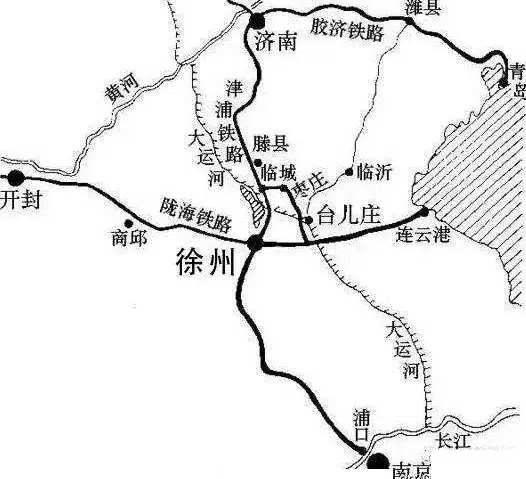 潍县
胶济铁路
济南
青岛
黄河
津浦铁路
大运河
藤县
临城
枣庄
临沂
开封
陇海铁路
商邱
台儿庄
连云港
徐州
大运河
浦口
长江
南京